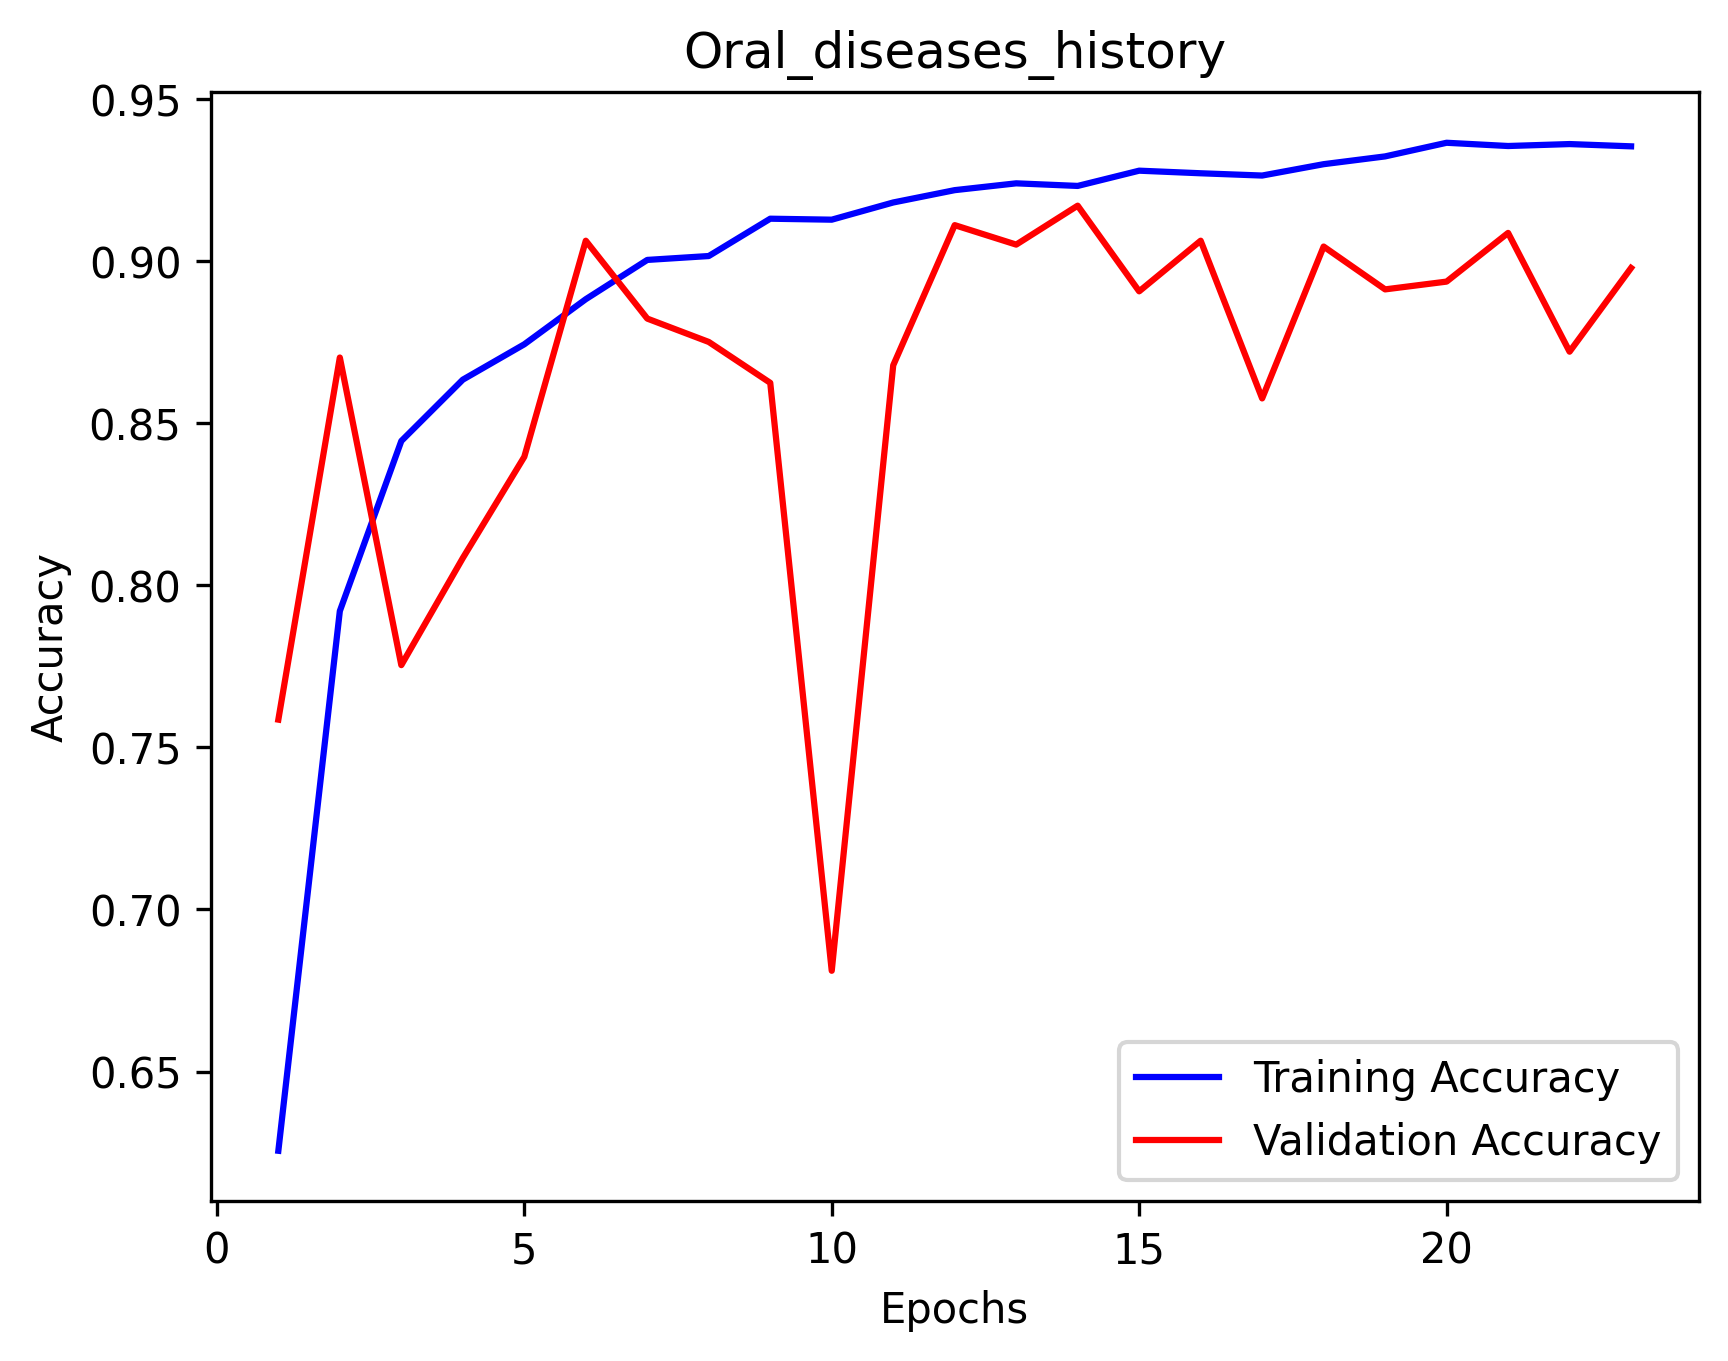 Oral_diseases_history
0.95
0.90
0.85
0.80
0.75
0.70
0.65
Accuracy
Training Accuracy
Validation Accuracy
0 5 10 15 20
Epochs